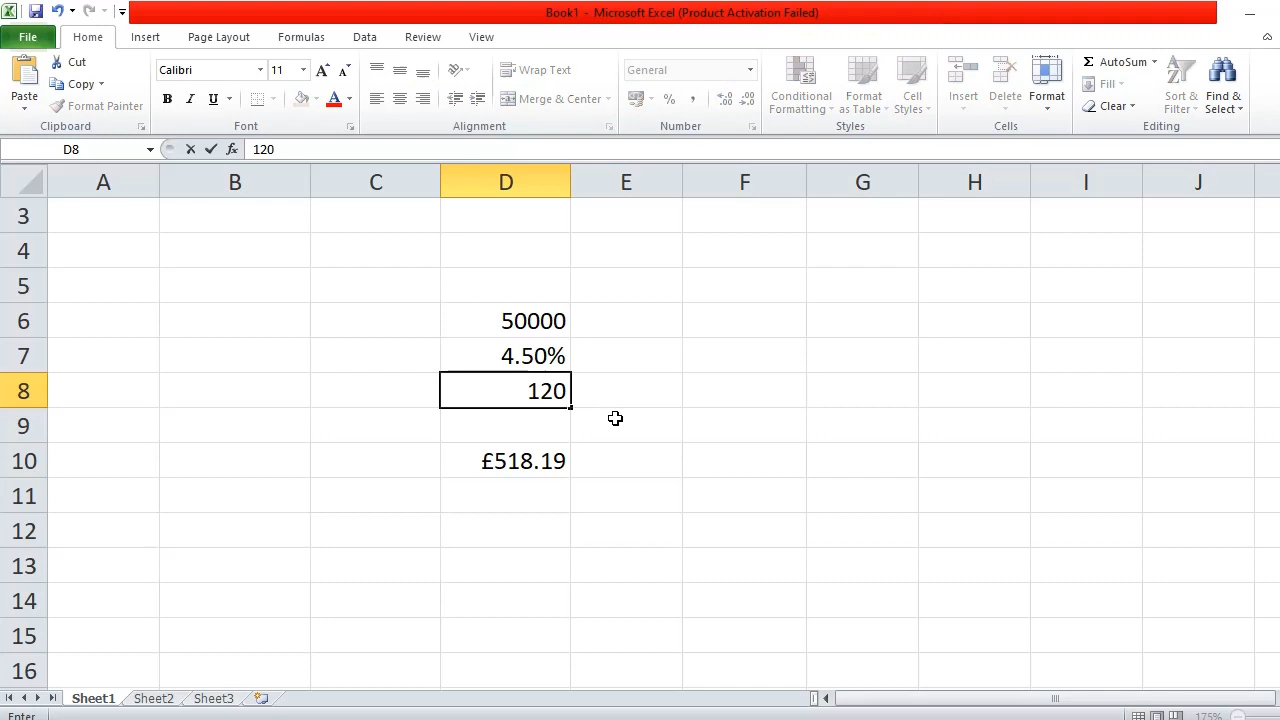 Book1 - Microsoft Excel (Product Activation Failed)
File Home Insert Page Layout Formulas Data Review View
Paste
Cut
Copy
Format Painter
Clipboard
Calibri 11
B I U
Font
Wrap Text
Merge & Center
Alignment
General
%
Number
Conditional Formatting
Format as Table
Cell Styles
Styles
Insert Delete Format
Cells
AutoSum
Fill
Clear
Sort & Filter
Find & Select
Editing
D8 fx 120
A B C D E F G H I J
3
4
5
6 50000
7 4.50%
8 120
9
10 £518.19
11
12
13
14
15
16
Sheet1 Sheet2 Sheet3
Enter 175%